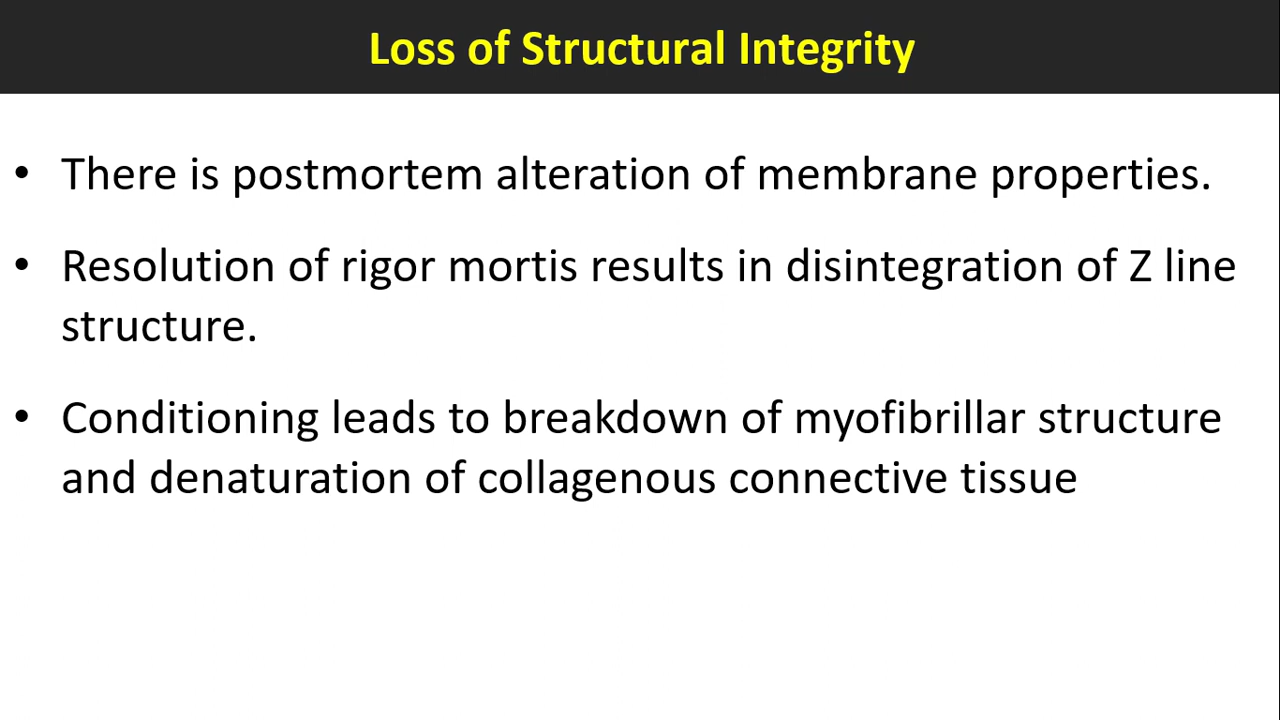 Loss of Structural Integrity
• There is postmortem alteration of membrane properties.
• Resolution of rigor mortis results in disintegration of Z line
structure.
• Conditioning leads to breakdown of myofibrillar structure
and denaturation of collagenous connective tissue